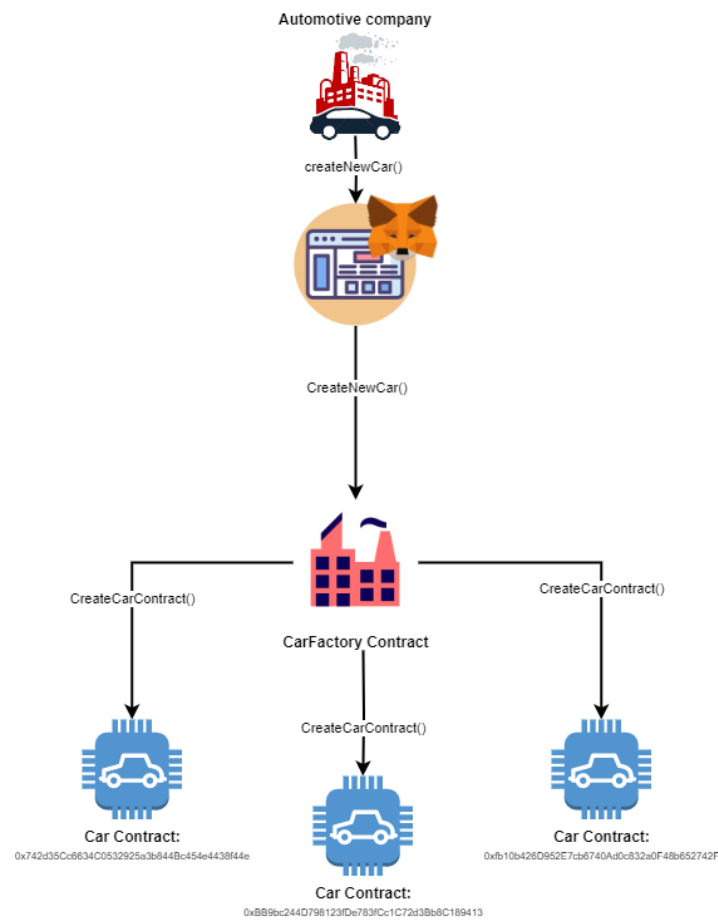 Automotive company
createNewCar()
CreateNewCar()
CreateCarContract()
CreateCarContract()
CarFactory Contract
CreateCarContract()
Car Contract:
0x742d35Cc6634C0532925a3b844Bc454e4438f44e
Car Contract:
0xfb10b426D952E7cb6740Ad0c832a0F48b652742F
Car Contract:
0xBB9bc244D798123fDe783fCc1C72d3Bb8C189413